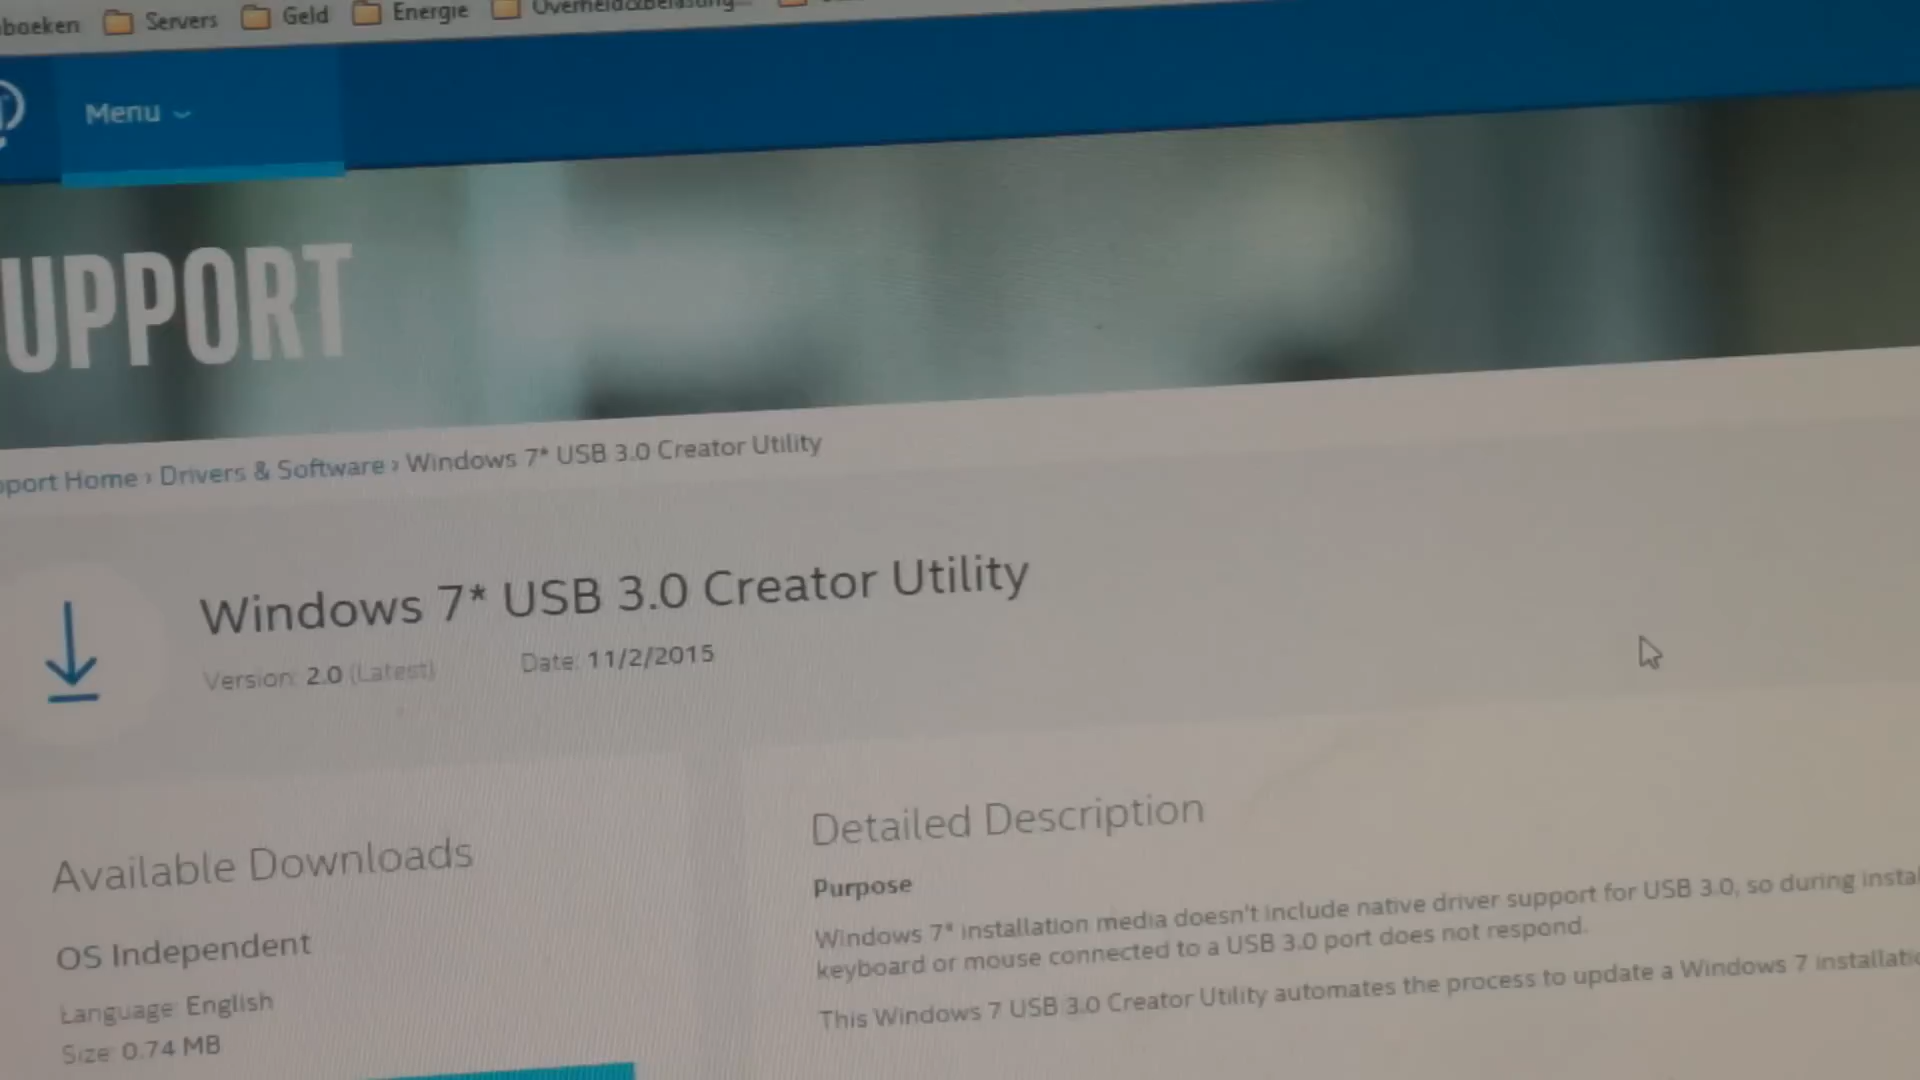 Servers Geld Energie
Menu
UPPORT
Home › Drivers & Software › Windows 7* USB 3.0 Creator Utility
Windows 7* USB 3.0 Creator Utility
Version: 2.0 (Latest) Date: 11/2/2015
Available Downloads
OS Independent
Language: English
Size: 0.74 MB
Detailed Description
Purpose
Windows 7* installation media doesn't include native driver support for USB 3.0, so during instal
keyboard or mouse connected to a USB 3.0 port does not respond.
This Windows 7 USB 3.0 Creator Utility automates the process to update a Windows 7 installatio